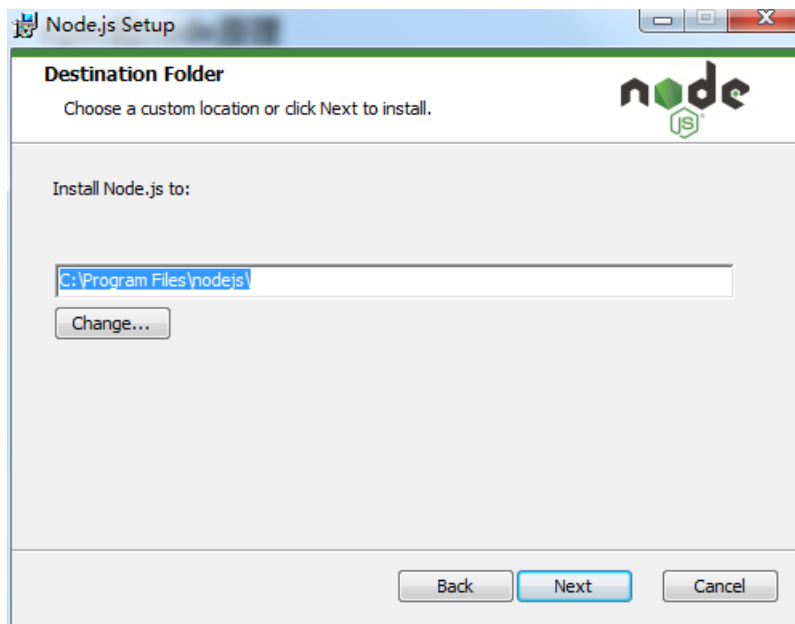 Node.js Setup
Destination Folder
Choose a custom location or click Next to install.
node
JS
Install Node.js to:
C:\Program Files\nodejs\
Change...
Back
Next
Cancel